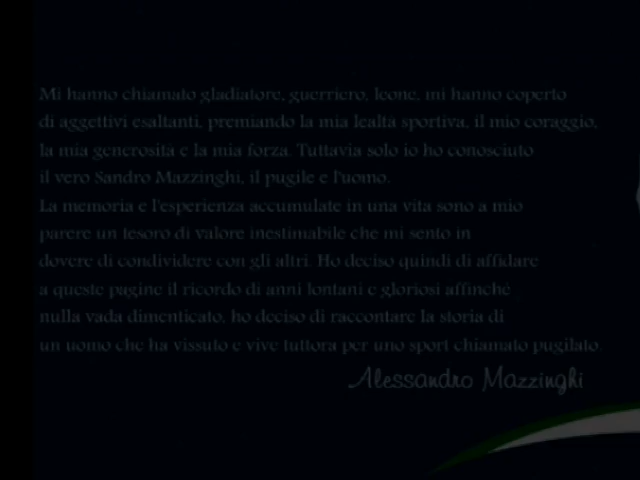 Mi hanno chiamato gladiatore, guerriero, leone, mi hanno coperto
di aggettivi esaltanti, premiando la mia lealtà sportiva, il mio coraggio,
la mia generosità e la mia forza. Tuttavia solo io ho conosciuto
il vero Sandro Mazzinghi, il pugile e l'uomo.
La memoria e l'esperienza accumulate in una vita sono a mio
parere un tesoro di valore inestimabile che mi sento in
dovere di condividere con gli altri. Ho deciso quindi di affidare
a queste pagine il ricordo di anni lontani e gloriosi affinché
nulla vada dimenticato, ho deciso di raccontare la storia di
un uomo che ha vissuto e vive tuttora per uno sport chiamato pugilato.
Alessandro Mazzinghi